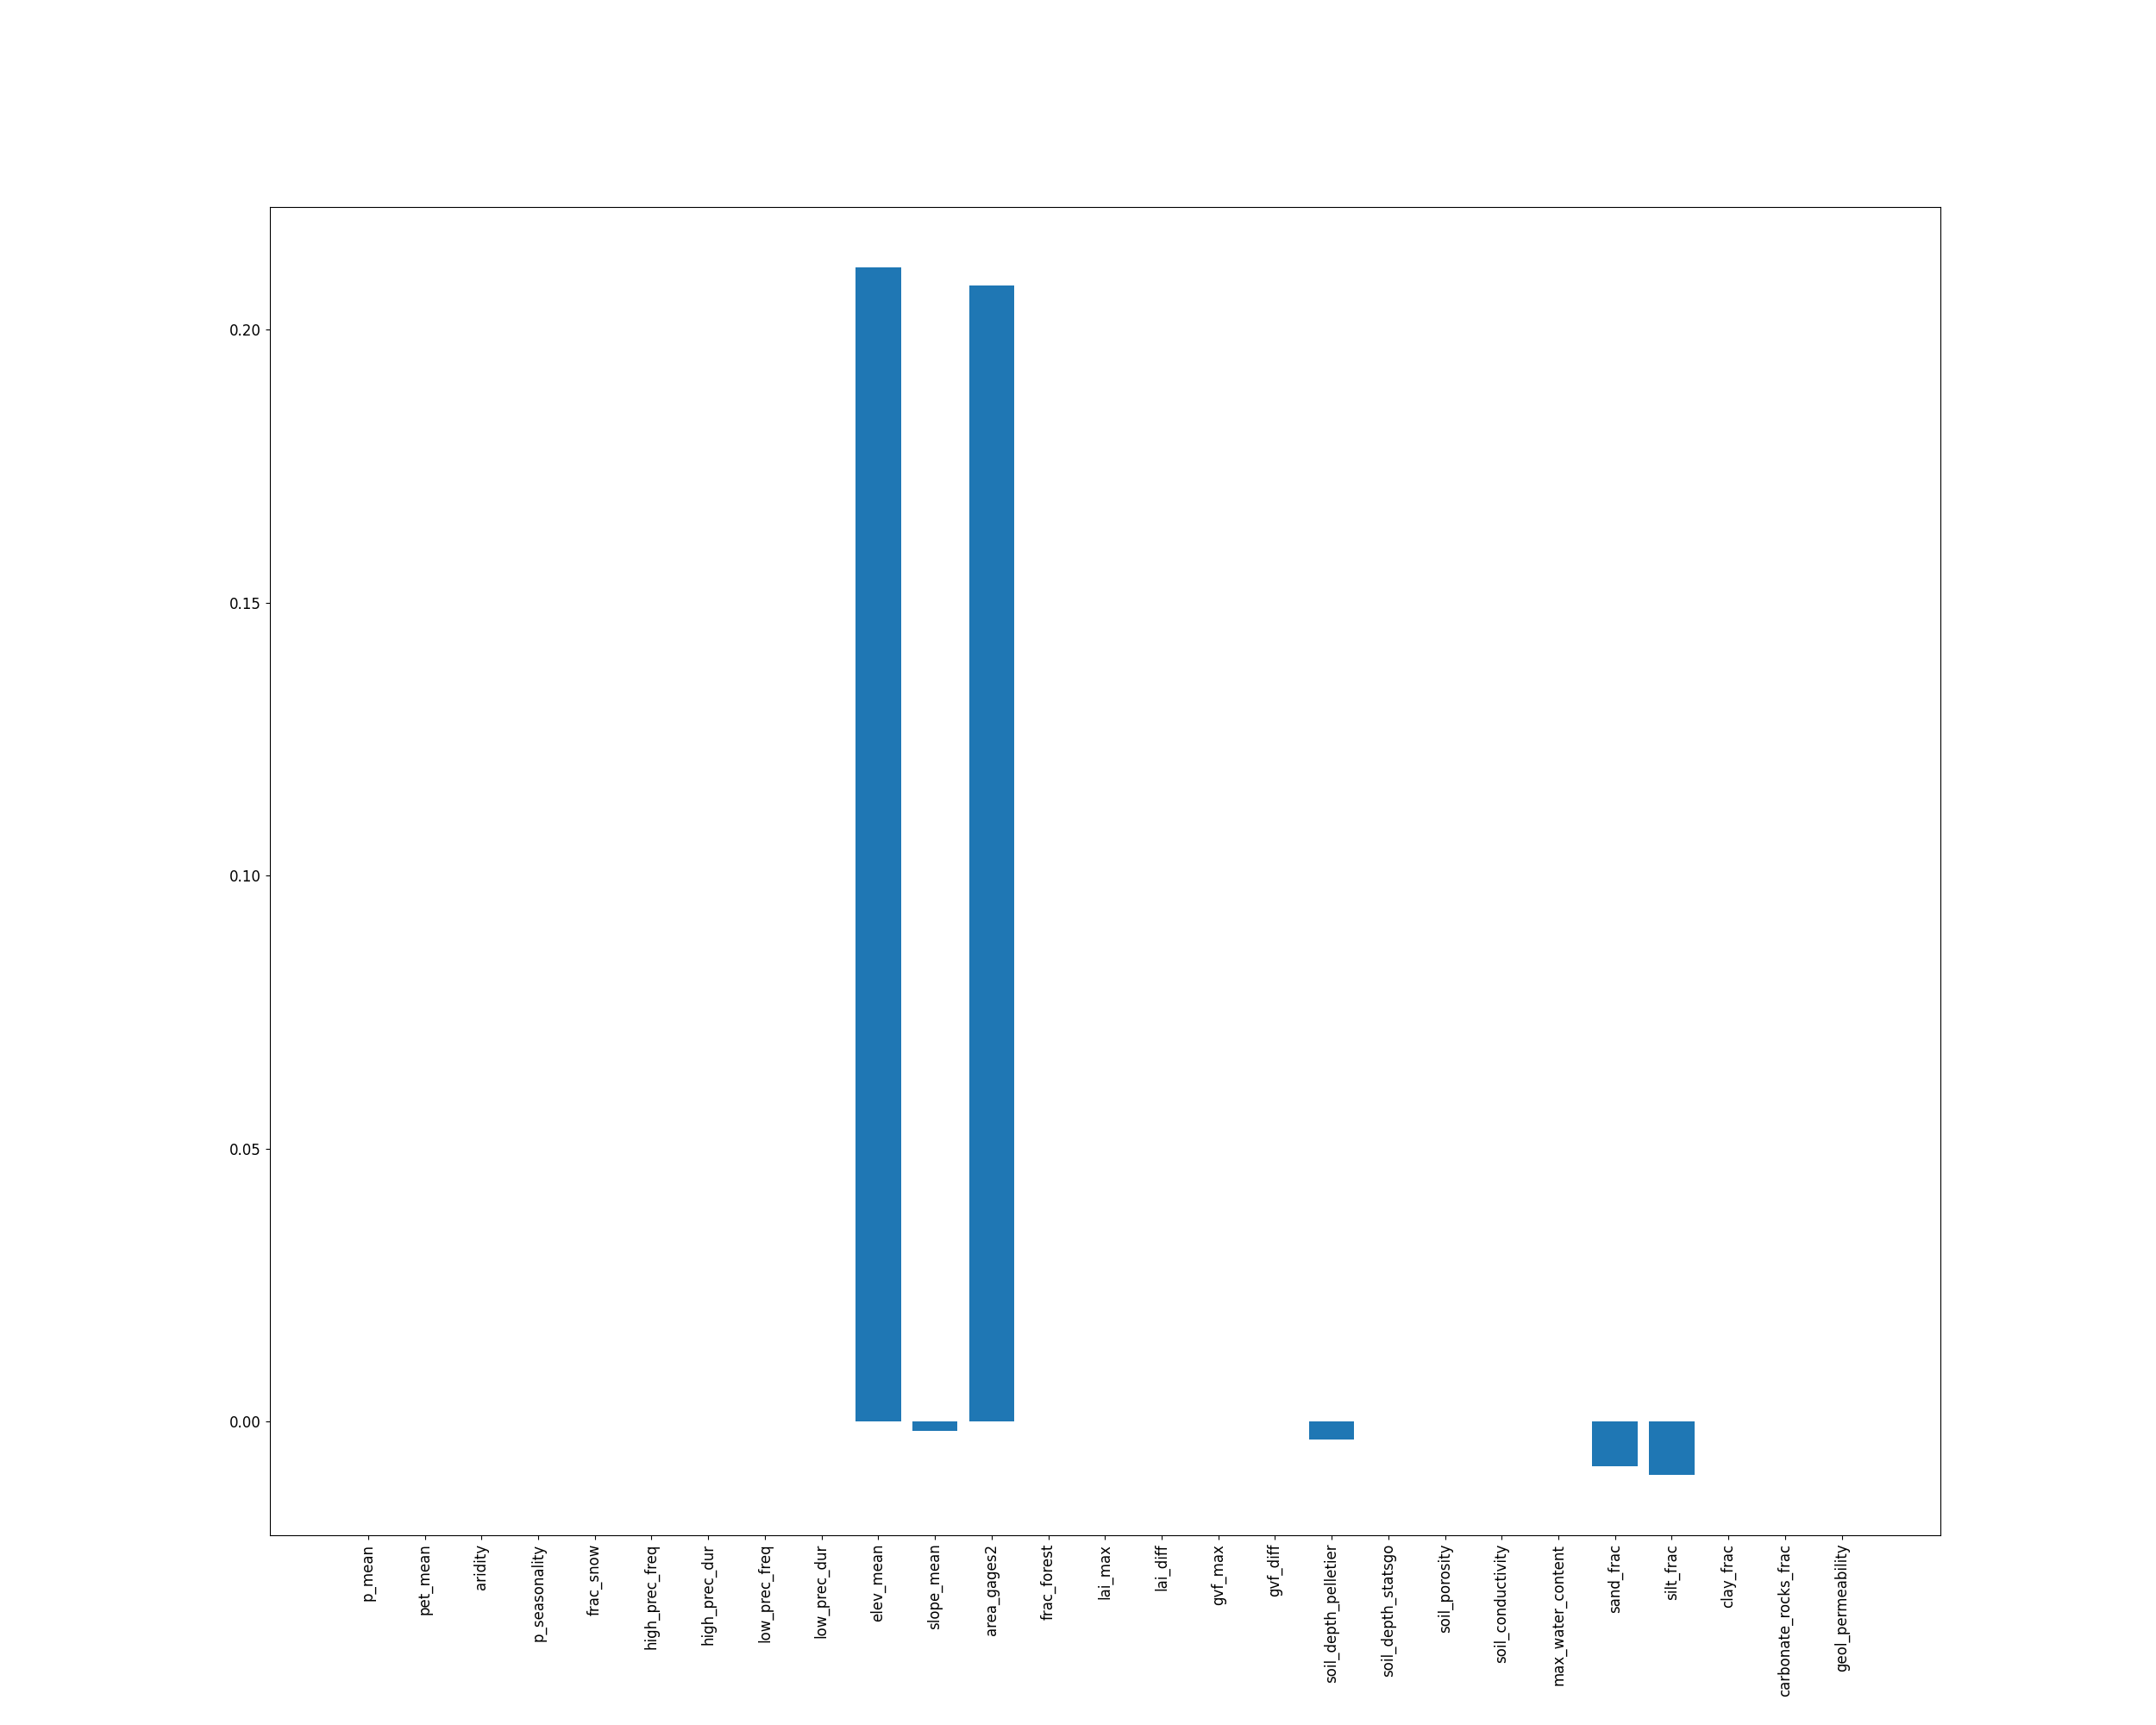 0.20
0.15
0.10
0.05
0.00
p_mean
pet_mean
aridity
p_seasonality
frac_snow
high_prec_freq
high_prec_dur
low_prec_freq
low_prec_dur
elev_mean
slope_mean
area_gages2
frac_forest
lai_max
lai_diff
gvf_max
gvf_diff
soil_depth_pelletier
soil_depth_statsgo
soil_porosity
soil_conductivity
max_water_content
sand_frac
silt_frac
clay_frac
carbonate_rocks_frac
geol_permeability